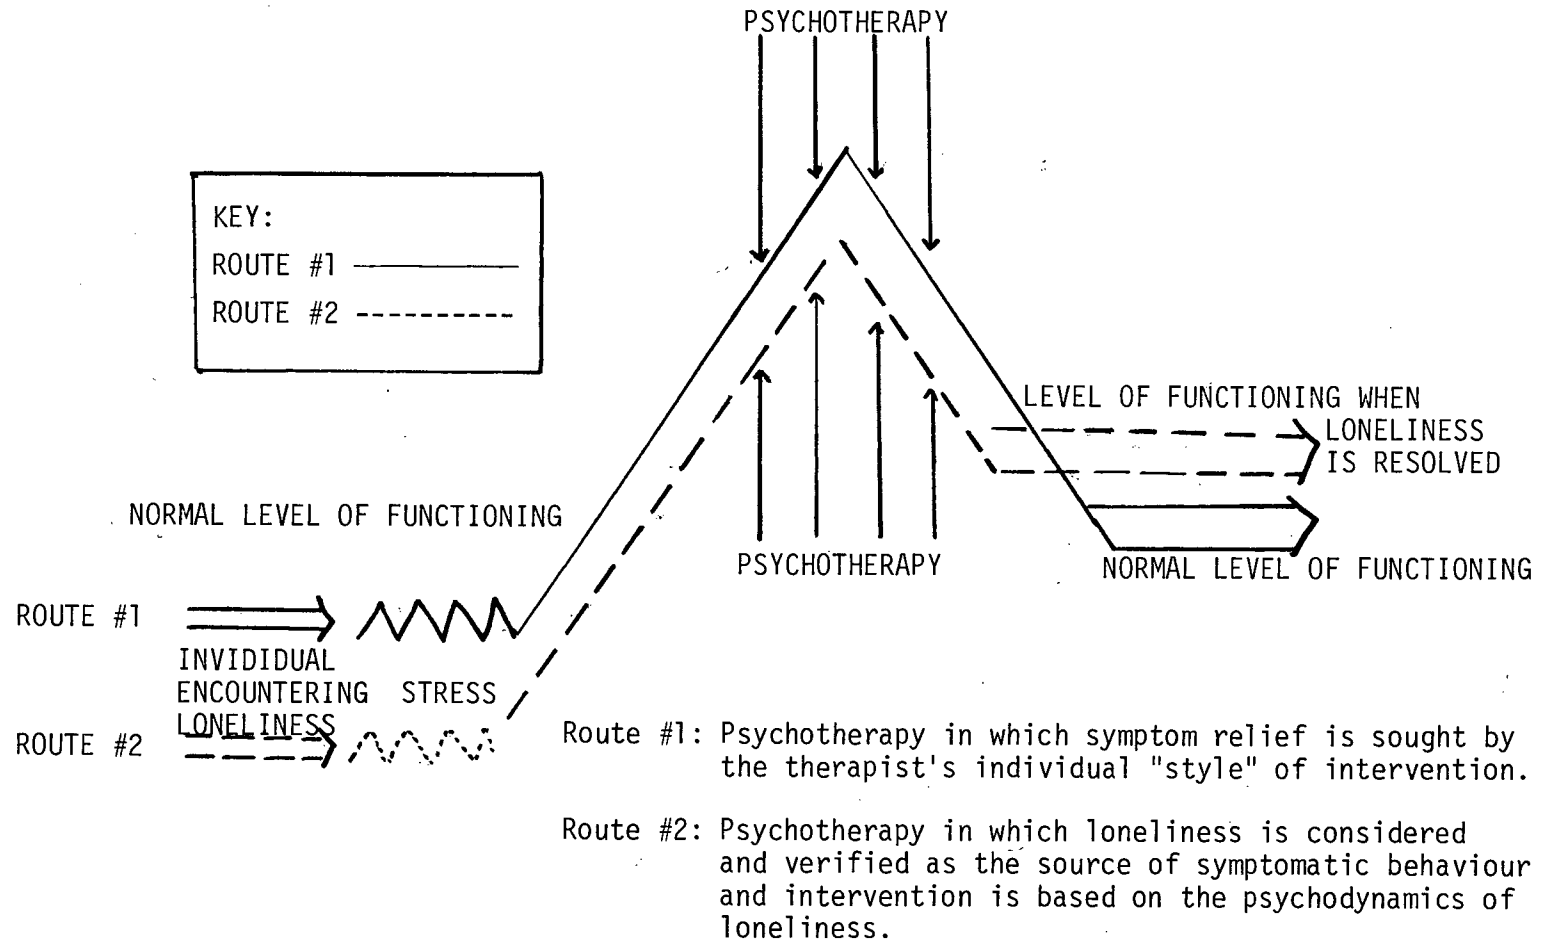 PSYCHOTHERAPY
KEY:
ROUTE #1
ROUTE #2
LEVEL OF FUNCTIONING WHEN
LONELINESS
IS RESOLVED
NORMAL LEVEL OF FUNCTIONING
PSYCHOTHERAPY
NORMAL LEVEL OF FUNCTIONING
ROUTE #1
INVIDIDUAL
ENCOUNTERING STRESS
LONELINESS
ROUTE #2
Route #1: Psychotherapy in which symptom relief is sought by
the therapist's individual "style" of intervention.
Route #2: Psychotherapy in which loneliness is considered
and verified as the source of symptomatic behaviour
and intervention is based on the psychodynamics of
loneliness.